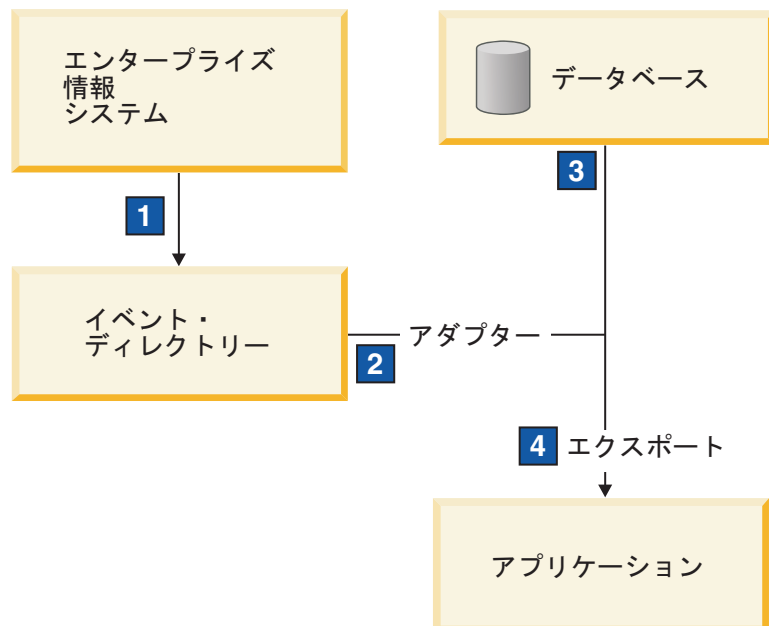 エンタープライズ
情報
システム
データベース
1
3
イベント・
ディレクトリー
2
アダプター
4 エクスポート
アプリケーション